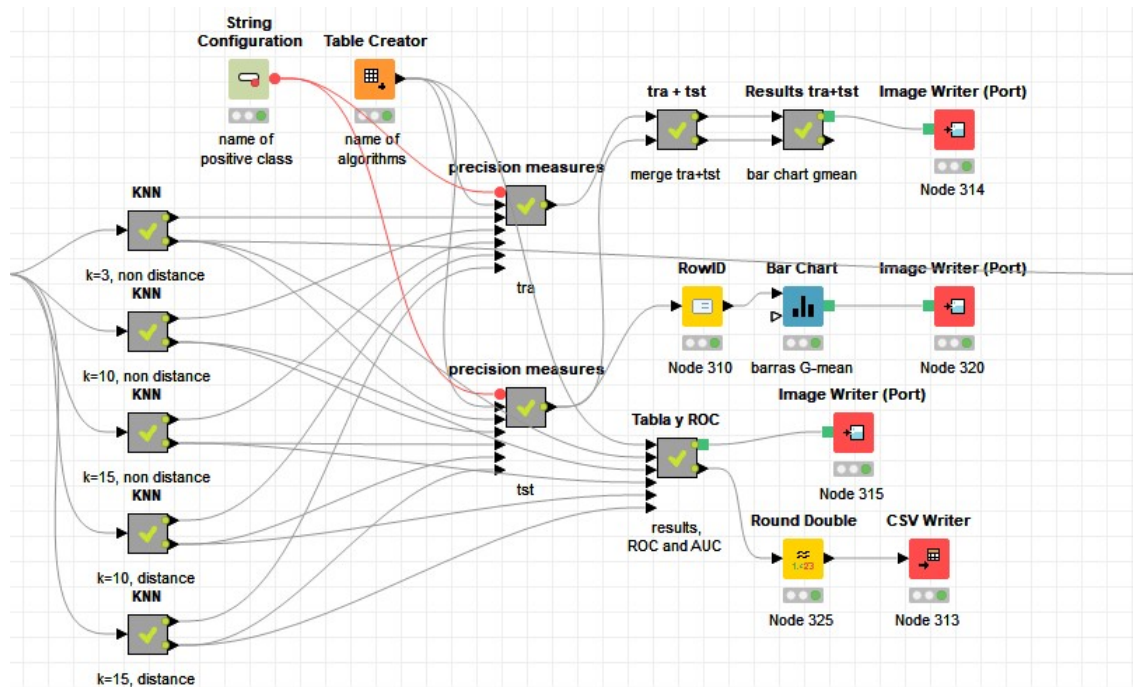 String
Configuration
Table Creator
name of
positive class
name of
algorithms
tra + tst
Results tra+tst
Image Writer (Port)
merge tra+tst
bar chart gmean
Node 314
precision measures
tra
KNN
k=3, non distance
KNN
k=10, non distance
KNN
k=15, non distance
KNN
k=10, distance
KNN
k=15, distance
RowID
Bar Chart
Image Writer (Port)
Node 310
barras G-mean
Node 320
precision measures
tst
Image Writer (Port)
Tabla y ROC
Node 315
results,
ROC and AUC
Round Double
CSV Writer
Node 325
Node 313